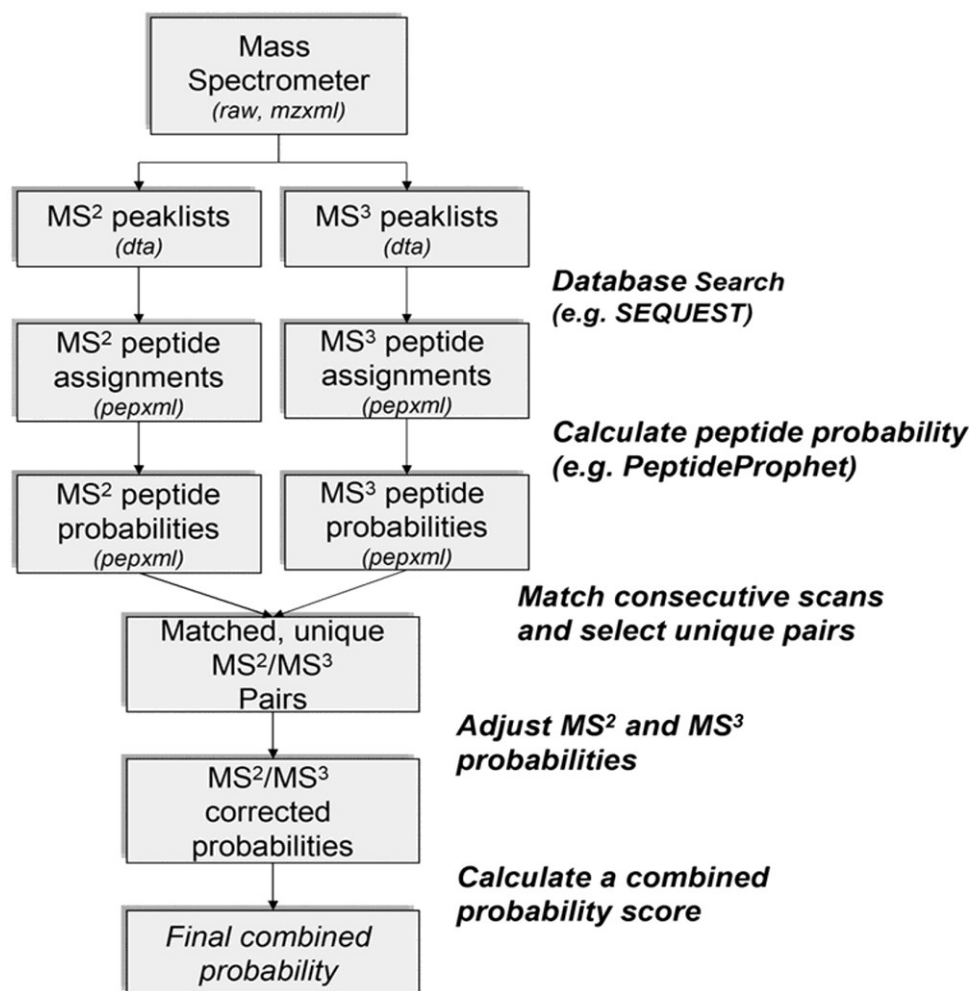 Mass
Spectrometer
(raw, mzxml)
MS² peaklists
(dta)
MS³ peaklists
(dta)
Database Search
(e.g. SEQUEST)
MS² peptide
assignments
(pepxml)
MS³ peptide
assignments
(pepxml)
Calculate peptide probability
(e.g. PeptideProphet)
MS² peptide
probabilities
(pepxml)
MS³ peptide
probabilities
(pepxml)
Match consecutive scans
and select unique pairs
Matched, unique
MS²/MS³
Pairs
Adjust MS² and MS³
probabilities
MS²/MS³
corrected
probabilities
Calculate a combined
probability score
Final combined
probability